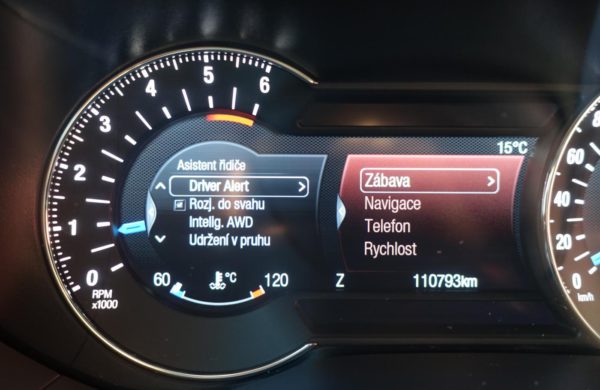 6
5
4
3
2
1
0
RPM
x1000
Asistent řidiče
Driver Alert >
Rozj. do svahu
Intelig. AWD
Udržení v pruhu
60 °C 120
15°C
Zábava >
Navigace
Telefon
Rychlost
Z 110793km
80
60
40
20
0
km/h